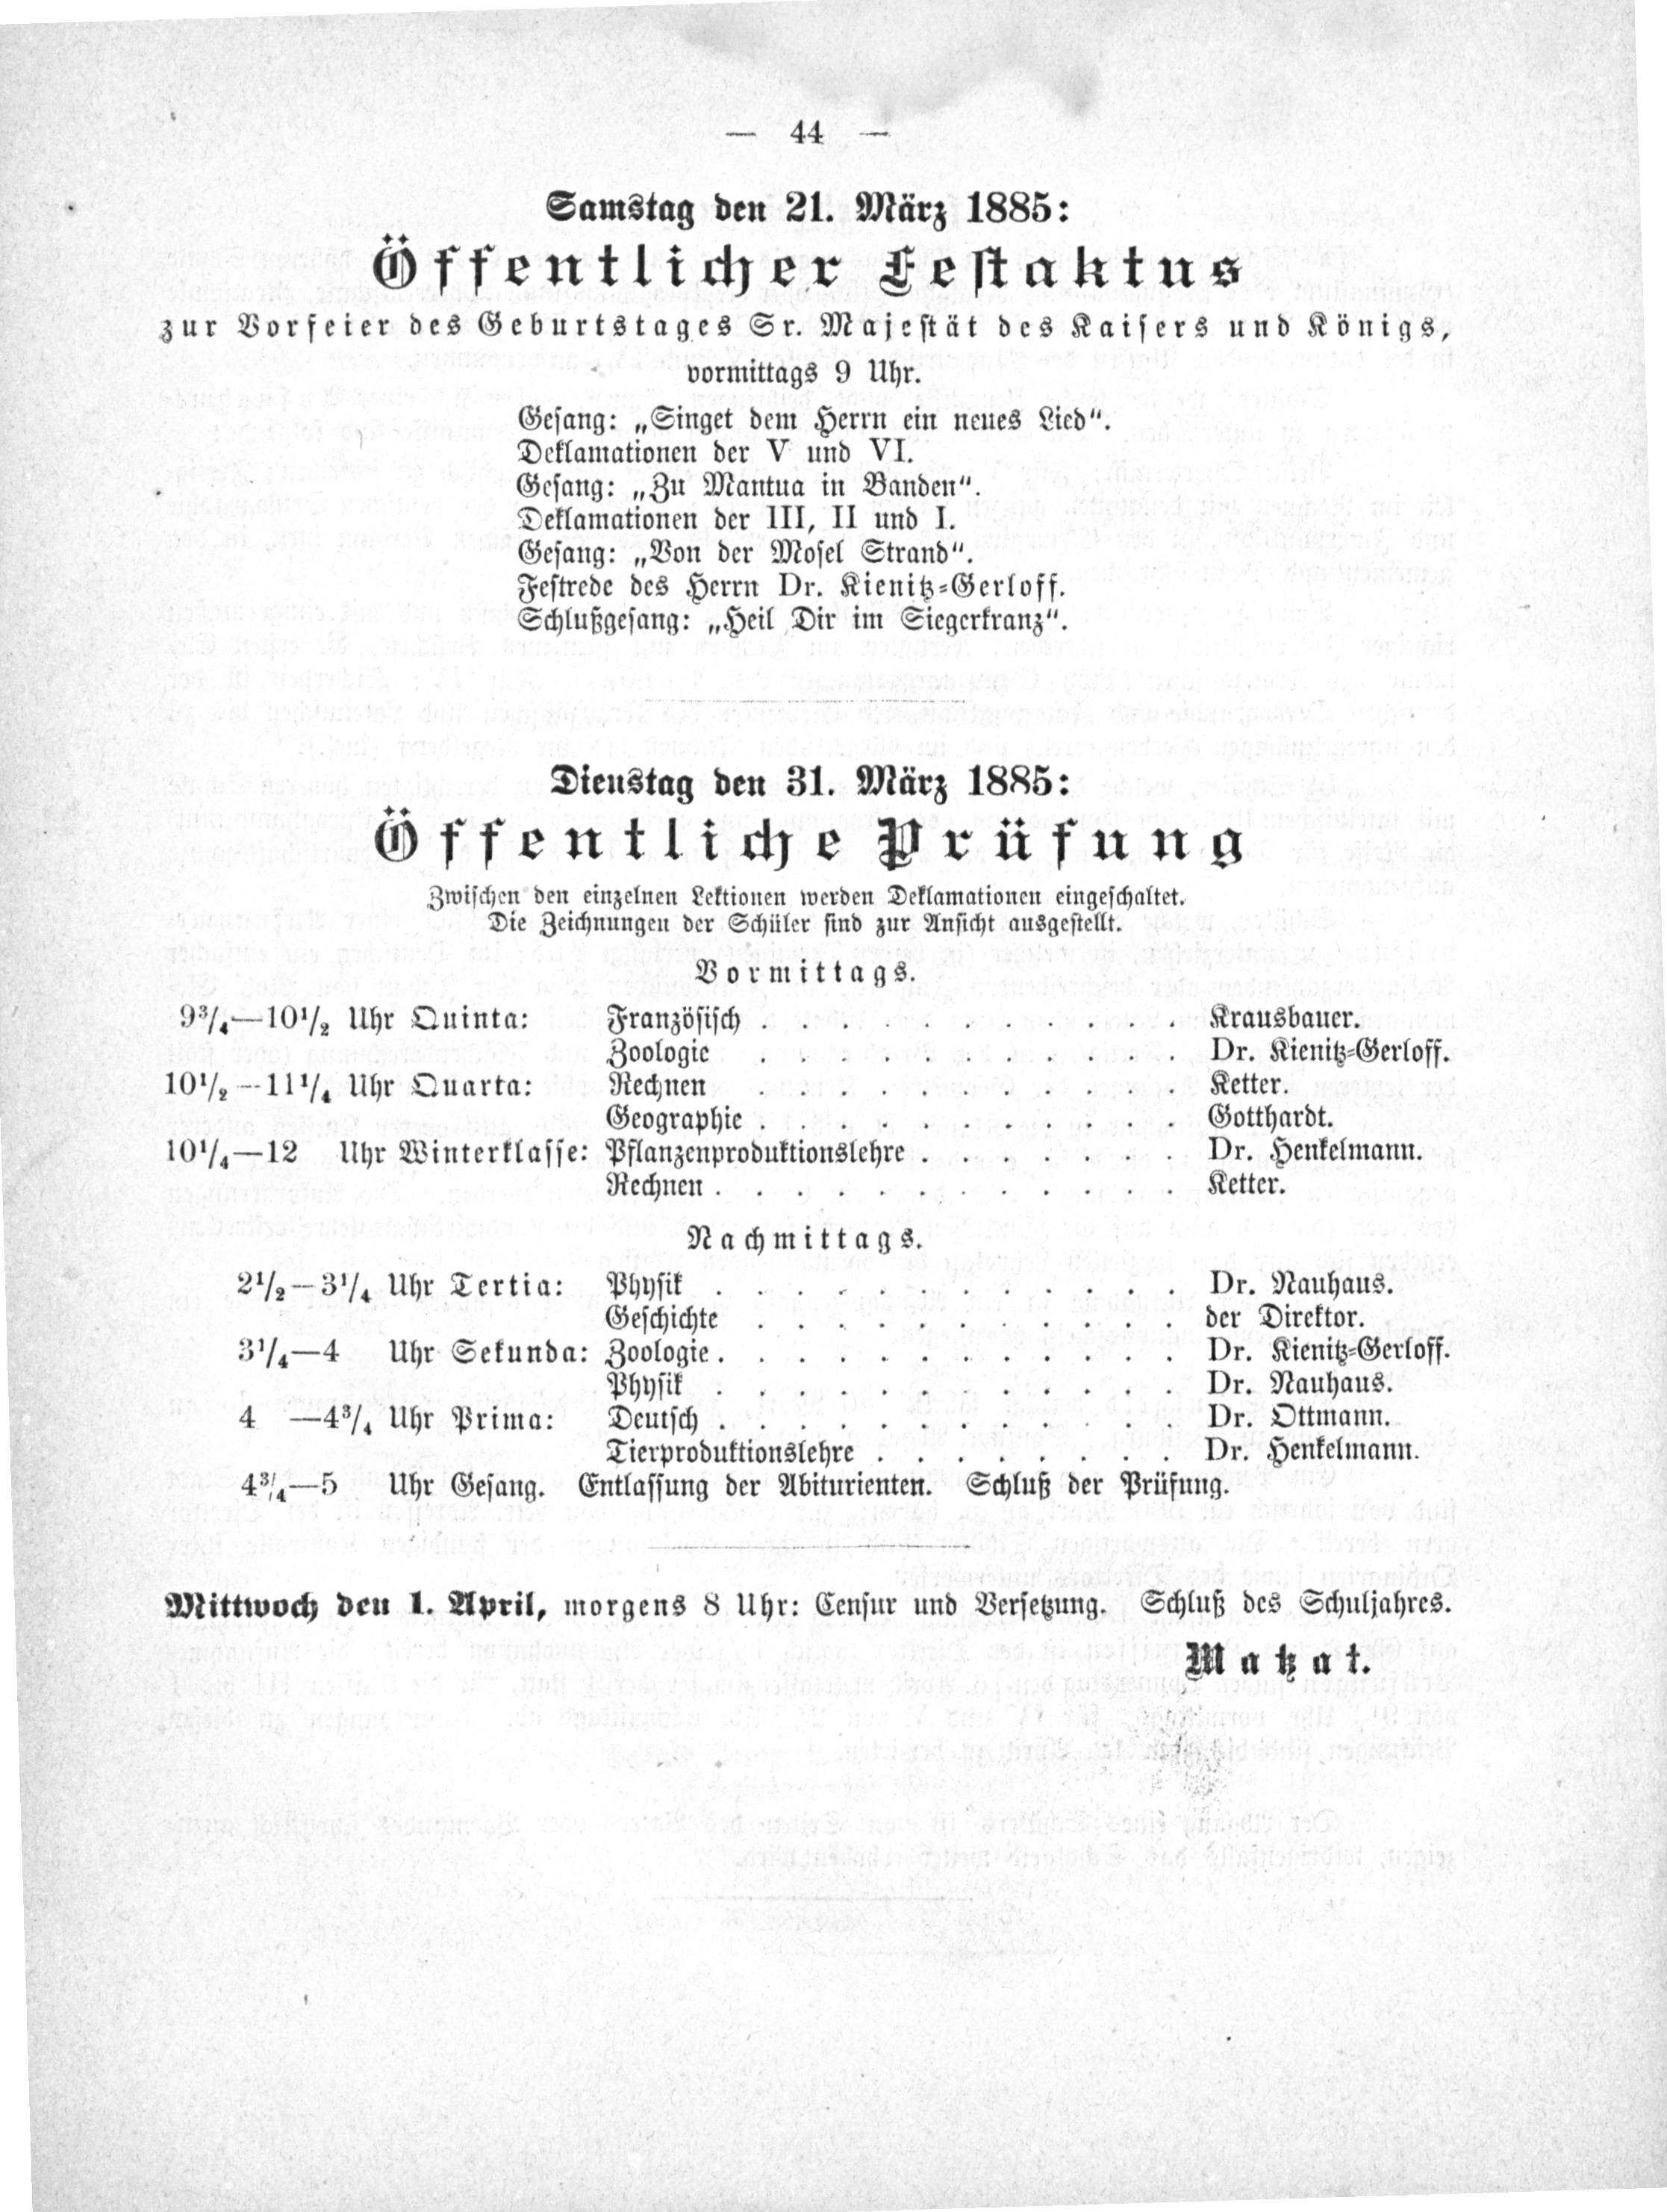 — 44 —
Samstag den 21. März 1885:
Öffentlicher Festaktus
zur Vorfeier des Geburtstages Sr. Majestät des Kaisers und Königs,
vormittags 9 Uhr.
Gesang: „Singet dem Herrn ein neues Lied".
Deklamationen der V und VI.
Gesang: „Zu Mantua in Banden".
Deklamationen der III, II und I.
Gesang: „Von der Mosel Strand".
Festrede des Herrn Dr. Kienitz-Gerloff.
Schlußgesang: „Heil Dir im Siegerkranz".
Dienstag den 31. März 1885:
Öffentliche Prüfung
Zwischen den einzelnen Lektionen werden Deklamationen eingeschaltet.
Die Zeichnungen der Schüler sind zur Ansicht ausgestellt.
Vormittags.
9¾—10½ Uhr Quinta: Französisch . . . . . . . . . . . Krausbauer.
Zoologie . . . . . . . . . . . Dr. Kienitz-Gerloff.
10½—11¼ Uhr Quarta: Rechnen . . . . . . . . . . . Ketter.
Geographie . . . . . . . . . . . Gotthardt.
10¼—12 Uhr Winterklasse: Pflanzenproduktionslehre . . . . . . . Dr. Henkelmann.
Rechnen . . . . . . . . . . . . Ketter.
Nachmittags.
2½—3¼ Uhr Tertia: Physik . . . . . . . . . . . . Dr. Nauhaus.
Geschichte . . . . . . . . . . . der Direktor.
3¼—4 Uhr Sekunda: Zoologie . . . . . . . . . . . . Dr. Kienitz-Gerloff.
Physik . . . . . . . . . . . . Dr. Nauhaus.
4 —4¾ Uhr Prima: Deutsch . . . . . . . . . . . . Dr. Ottmann.
Tierproduktionslehre . . . . . . . . Dr. Henkelmann.
4¾—5 Uhr Gesang. Entlassung der Abiturienten. Schluß der Prüfung.
Mittwoch den 1. April, morgens 8 Uhr: Censur und Versetzung. Schluß des Schuljahres.
Matzat.